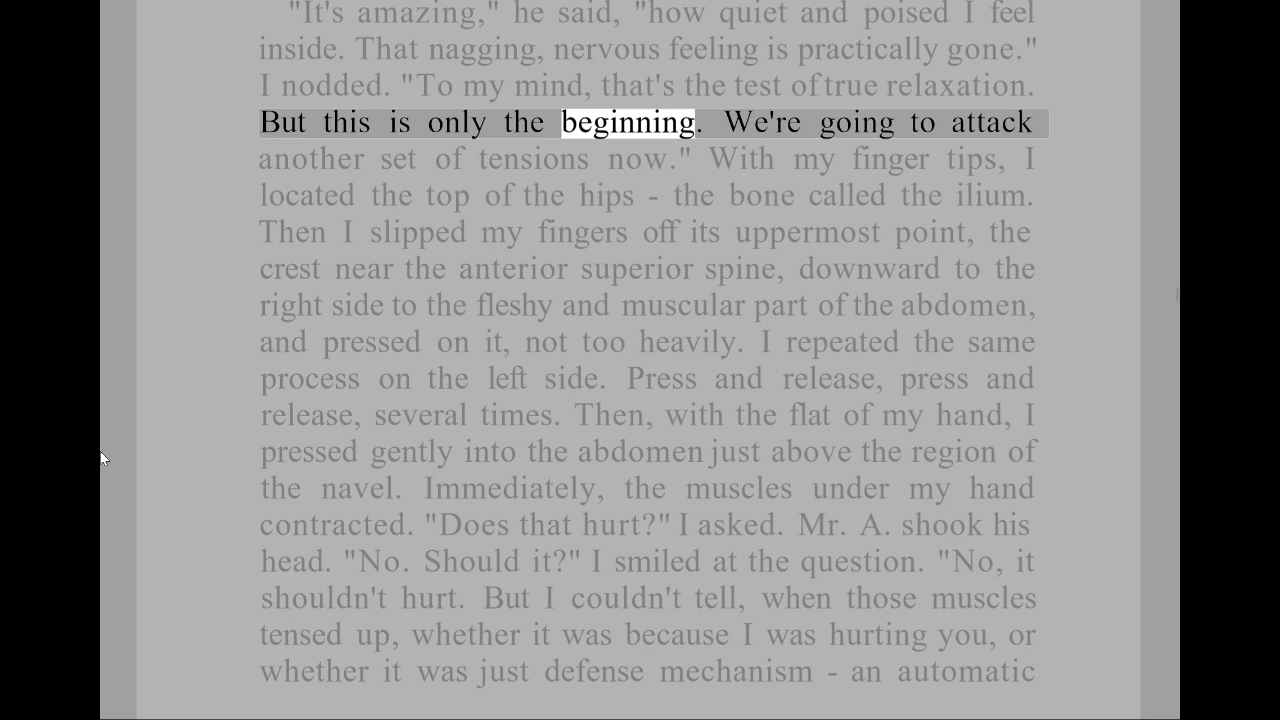 "It's amazing," he said, "how quiet and poised I feel
inside. That nagging, nervous feeling is practically gone."
I nodded. "To my mind, that's the test of true relaxation.
But this is only the beginning. We're going to attack
another set of tensions now." With my finger tips, I
located the top of the hips - the bone called the ilium.
Then I slipped my fingers off its uppermost point, the
crest near the anterior superior spine, downward to the
right side to the fleshy and muscular part of the abdomen,
and pressed on it, not too heavily. I repeated the same
process on the left side. Press and release, press and
release, several times. Then, with the flat of my hand, I
pressed gently into the abdomen just above the region of
the navel. Immediately, the muscles under my hand
contracted. "Does that hurt?" I asked. Mr. A. shook his
head. "No. Should it?" I smiled at the question. "No, it
shouldn't hurt. But I couldn't tell, when those muscles
tensed up, whether it was because I was hurting you, or
whether it was just defense mechanism - an automatic